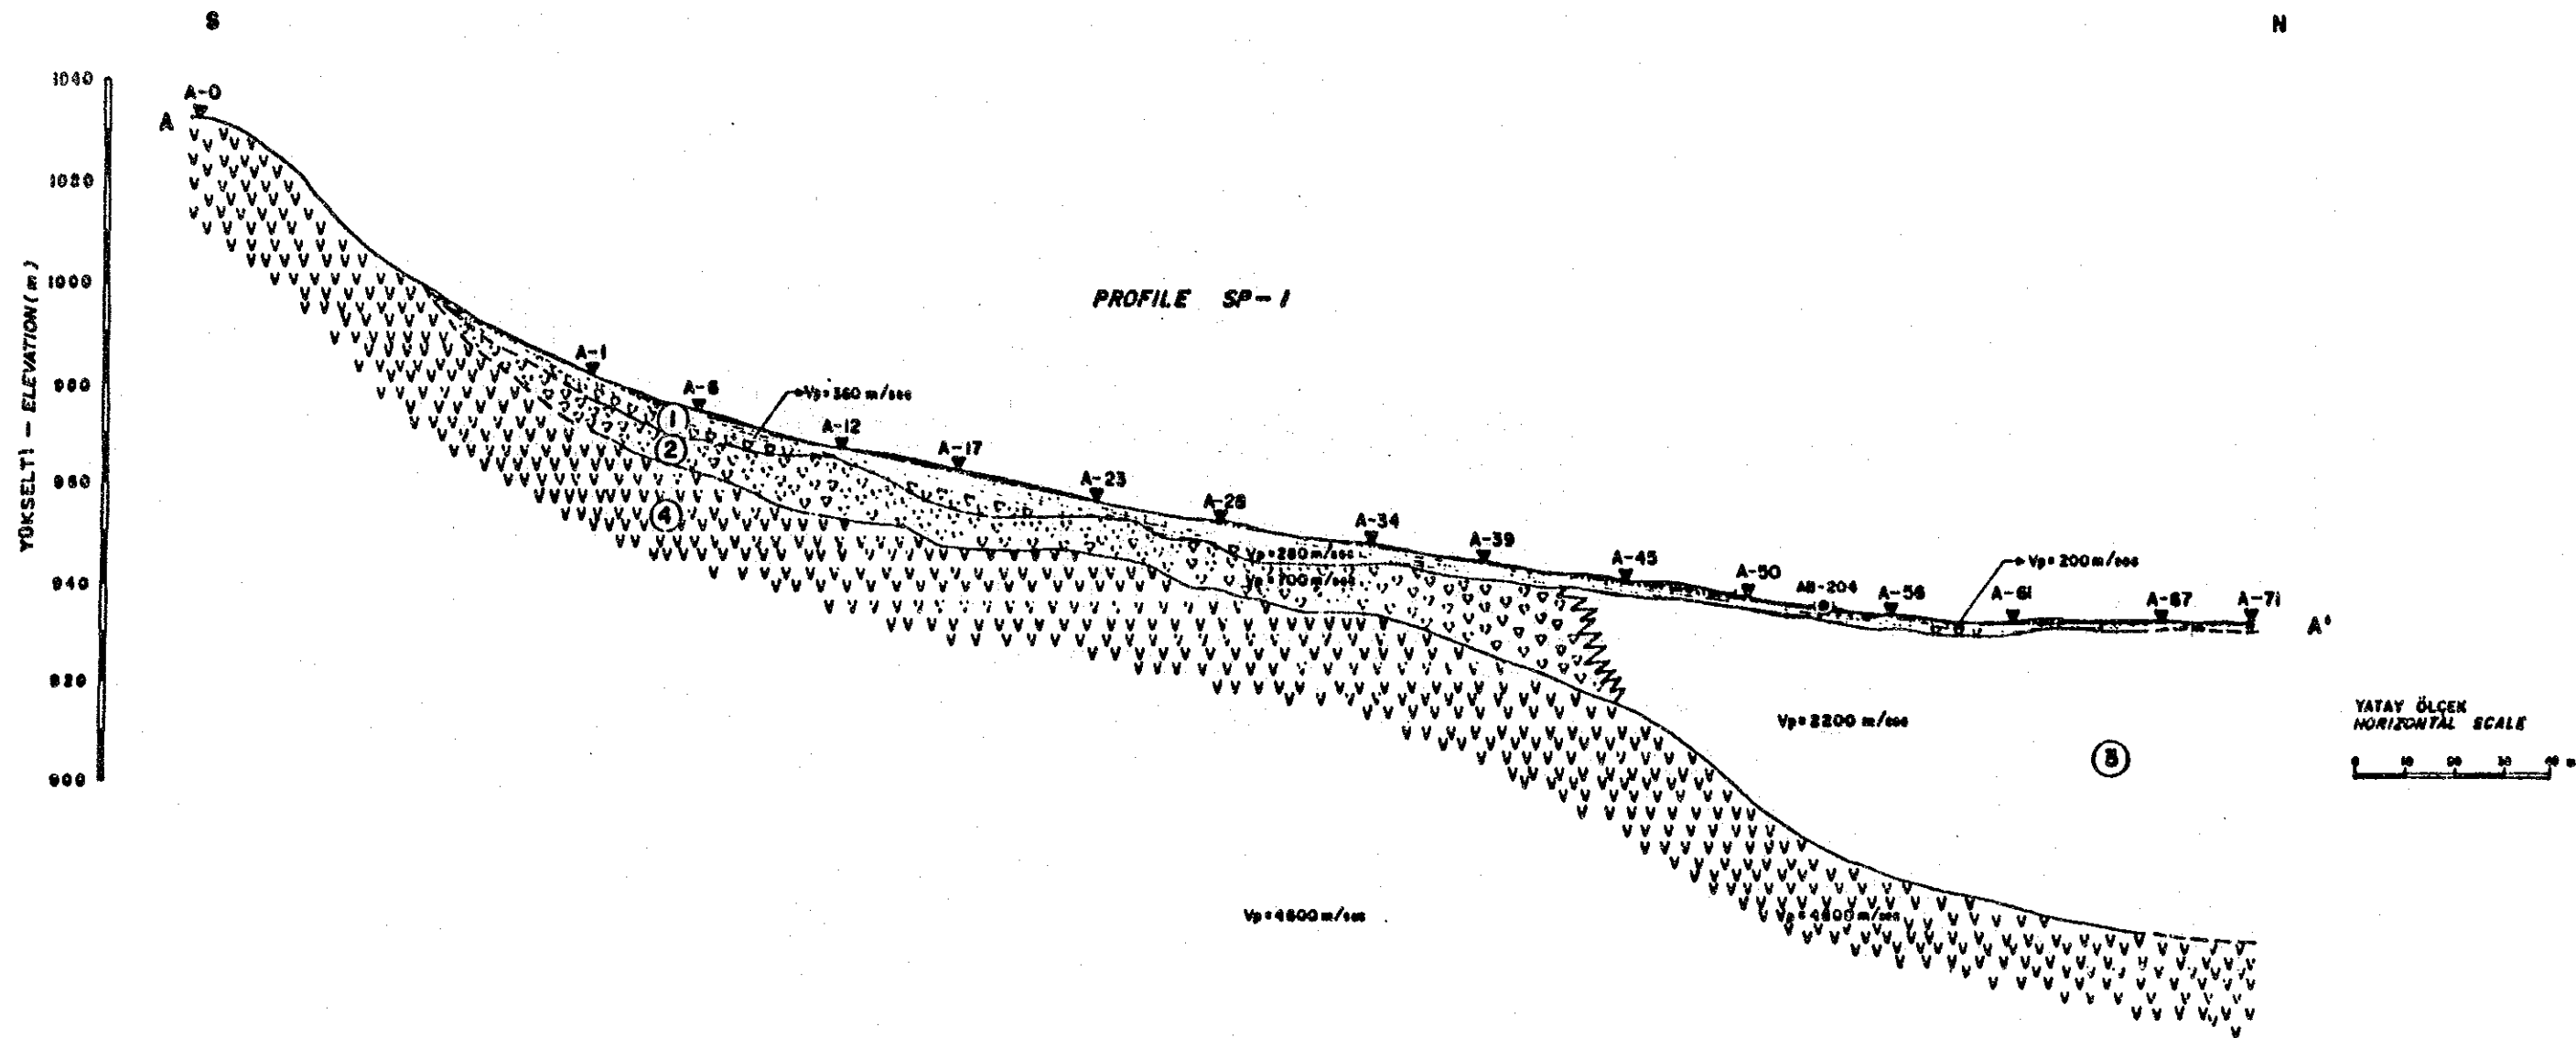 S
N
1040
A-0
A
1020
1000
YÜKSELTİ - ELEVATION (m)
PROFILE SP-1
A-1
980
A-6
Vp=360 m/sec
1
A-12
2
A-17
960
4
A-23
A-28
A-34
A-39
Vp=280 m/sec
Vp=700 m/sec
A-45
A-50
AB-204
A-56
Vp=200 m/sec
A-61
A-67
A-71
A'
940
920
Vp=2200 m/sec
YATAY ÖLÇEK
HORIZONTAL SCALE
0 10 20 30 40 m
900
Vp=4600 m/sec
Vp=4600 m/sec